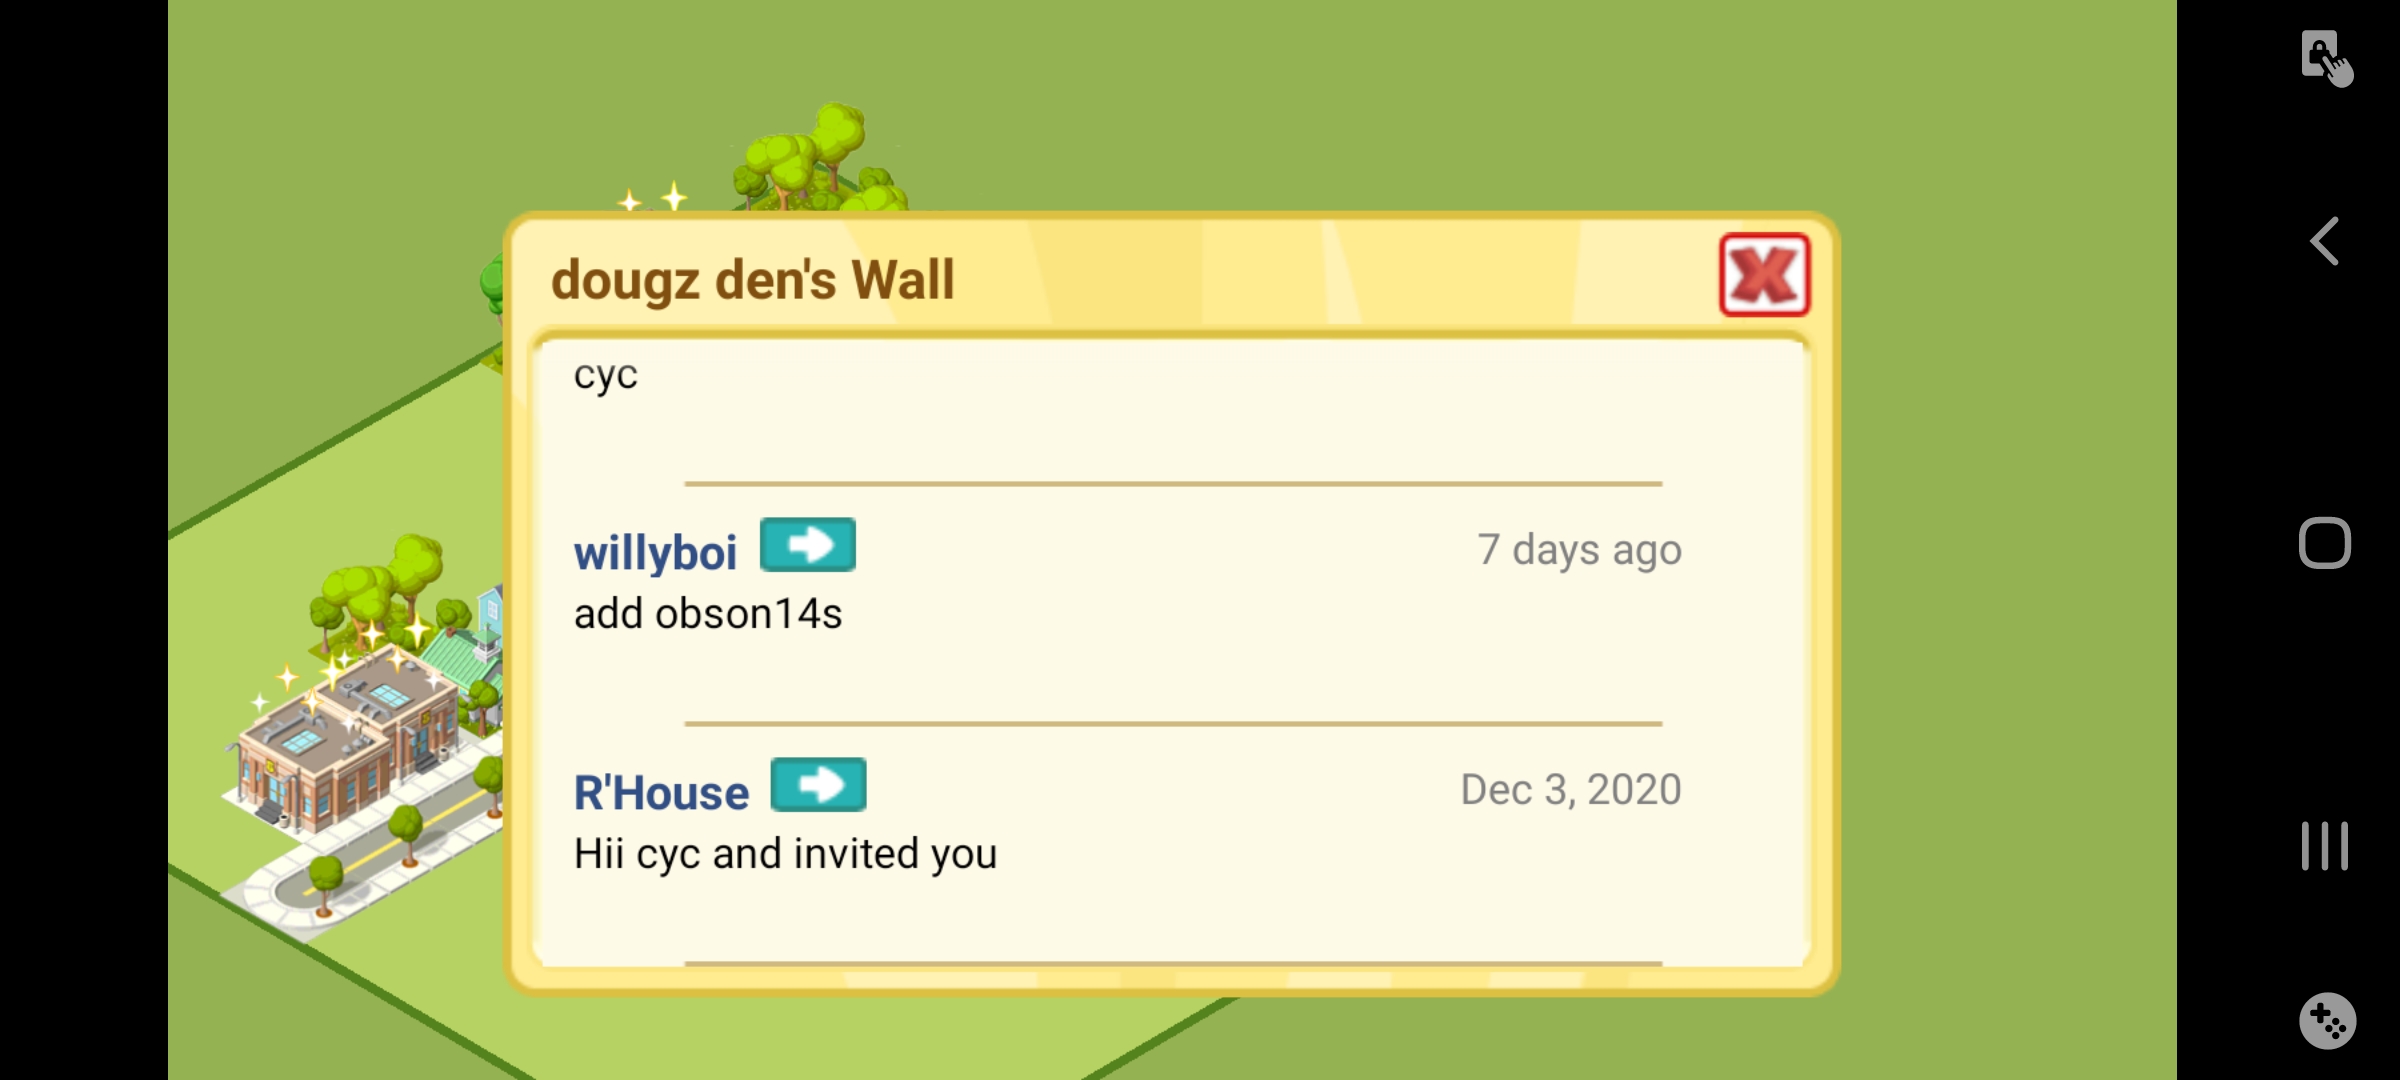 dougz den's Wall
cyc
willyboi
7 days ago
add obson14s
R'House
Dec 3, 2020
Hii cyc and invited you